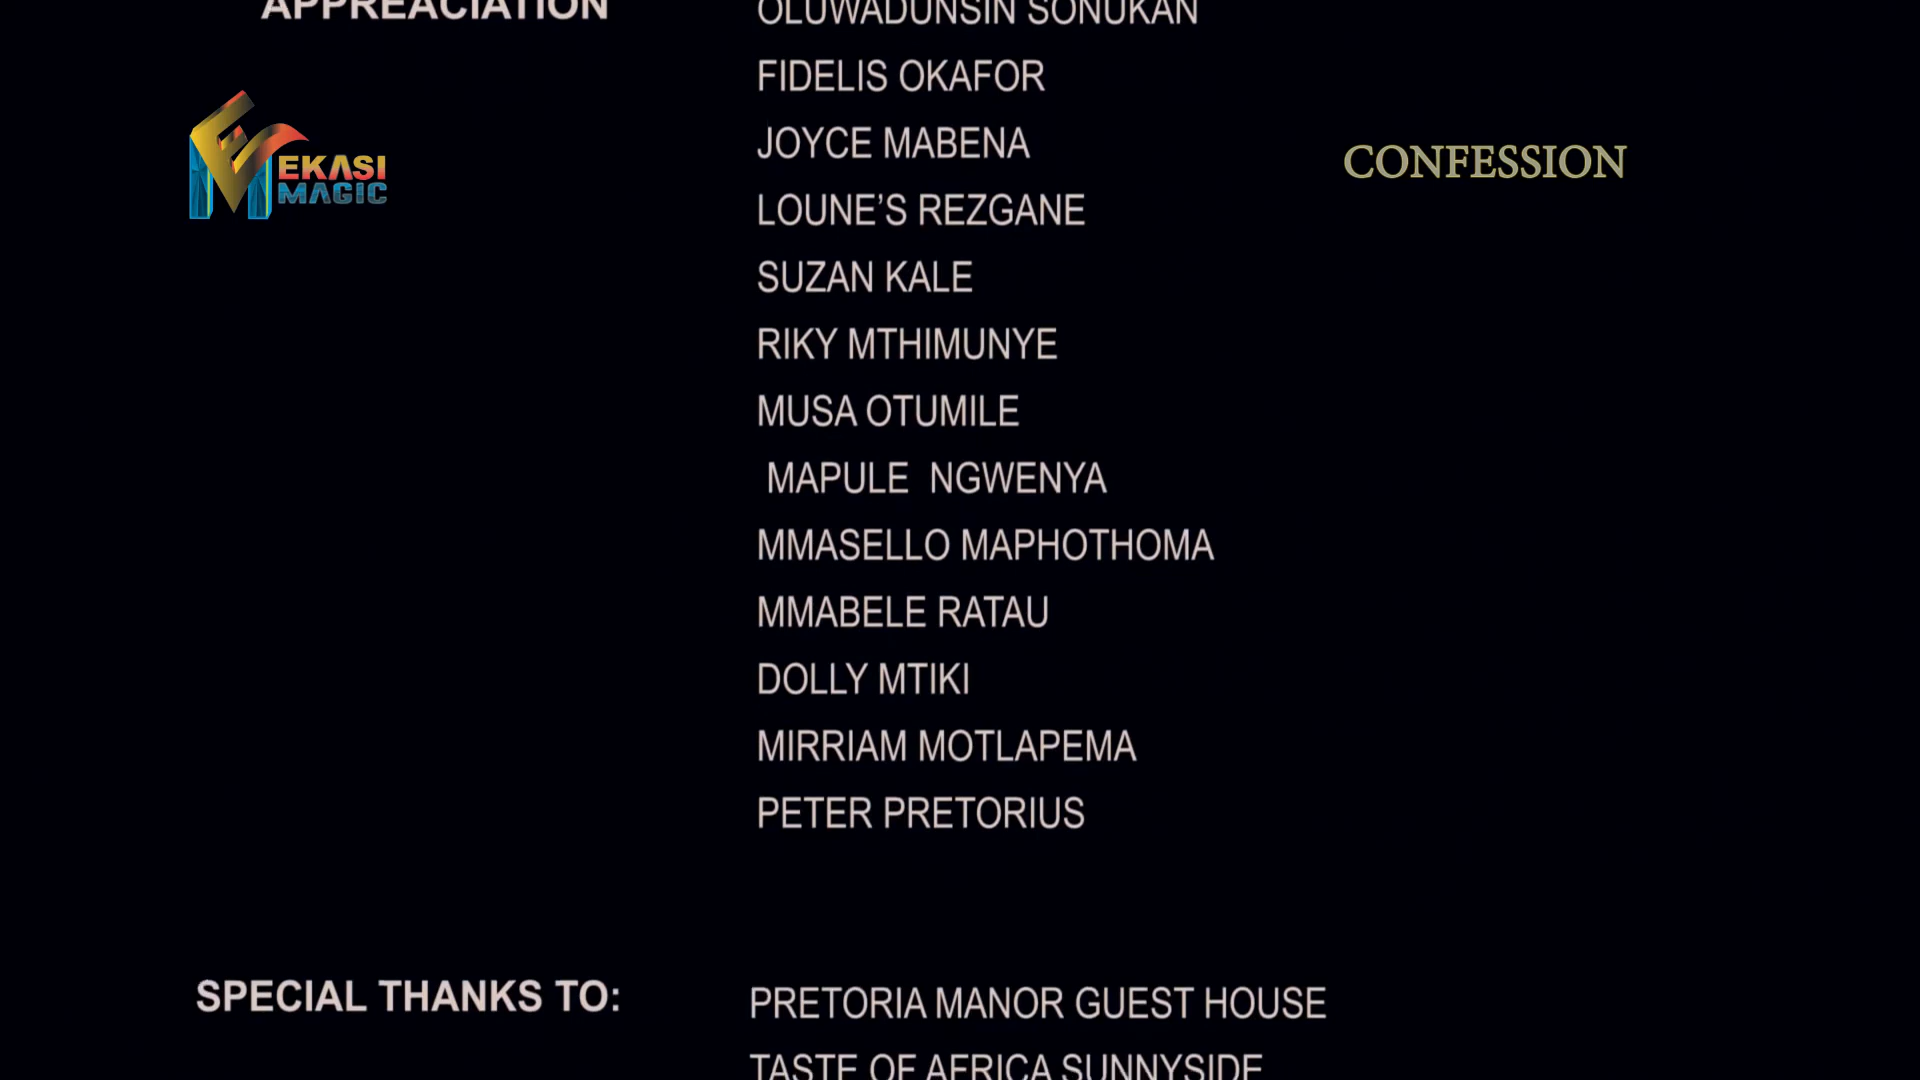 APPREACIATION
OLUWADUNSIN SONUKAN
FIDELIS OKAFOR
EKASI
MAGIC
JOYCE MABENA
CONFESSION
LOUNE’S REZGANE
SUZAN KALE
RIKY MTHIMUNYE
MUSA OTUMILE
MAPULE NGWENYA
MMASELLO MAPHOTHOMA
MMABELE RATAU
DOLLY MTIKI
MIRRIAM MOTLAPEMA
PETER PRETORIUS
SPECIAL THANKS TO:
PRETORIA MANOR GUEST HOUSE
TASTE OF AFRICA SUNNYSIDE